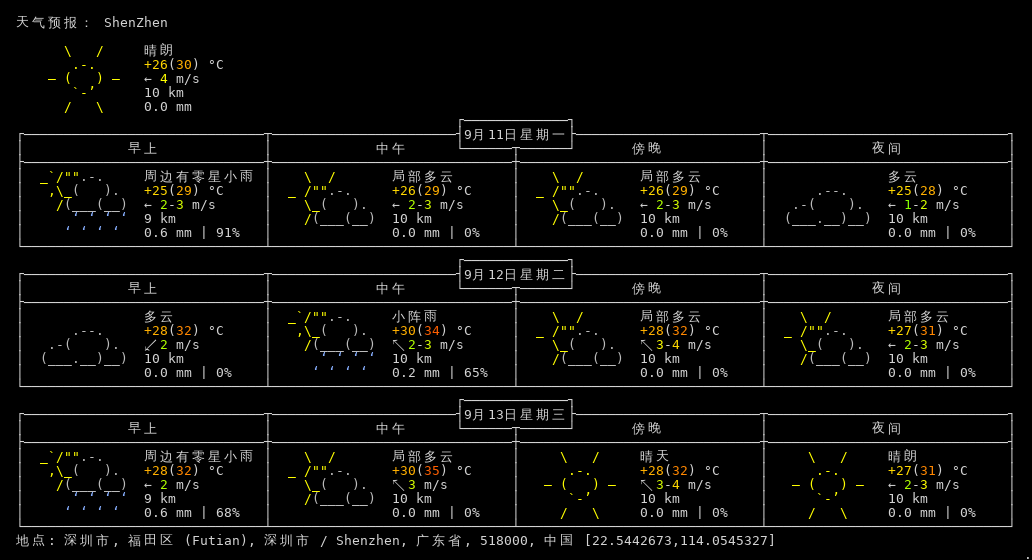 天气预报： ShenZhen
晴朗
+26(30) °C
← 4 m/s
10 km
0.0 mm
9月11日星期一
早上 中午 傍晚 夜间
周边有零星小雨 局部多云 局部多云 多云
+25(29) °C +26(29) °C +26(29) °C +25(28) °C
← 2-3 m/s ← 2-3 m/s ← 2-3 m/s ← 1-2 m/s
9 km 10 km 10 km 10 km
0.6 mm | 91% 0.0 mm | 0% 0.0 mm | 0% 0.0 mm | 0%
9月12日星期二
早上 中午 傍晚 夜间
多云 小阵雨 局部多云 局部多云
+28(32) °C +30(34) °C +28(32) °C +27(31) °C
↙ 2 m/s ↖ 2-3 m/s ↖ 3-4 m/s ← 2-3 m/s
10 km 10 km 10 km 10 km
0.0 mm | 0% 0.2 mm | 65% 0.0 mm | 0% 0.0 mm | 0%
9月13日星期三
早上 中午 傍晚 夜间
周边有零星小雨 局部多云 晴天 晴朗
+28(32) °C +30(35) °C +28(32) °C +27(31) °C
← 2 m/s ↖ 3 m/s ↖ 3-4 m/s ← 2-3 m/s
9 km 10 km 10 km 10 km
0.6 mm | 68% 0.0 mm | 0% 0.0 mm | 0% 0.0 mm | 0%
地点: 深圳市, 福田区 (Futian), 深圳市 / Shenzhen, 广东省, 518000, 中国 [22.5442673,114.0545327]